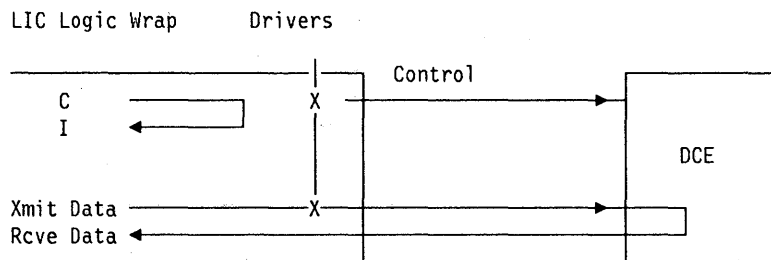 LIC Logic Wrap Drivers
Control
C X
I
DCE
Xmit Data X
Rcve Data